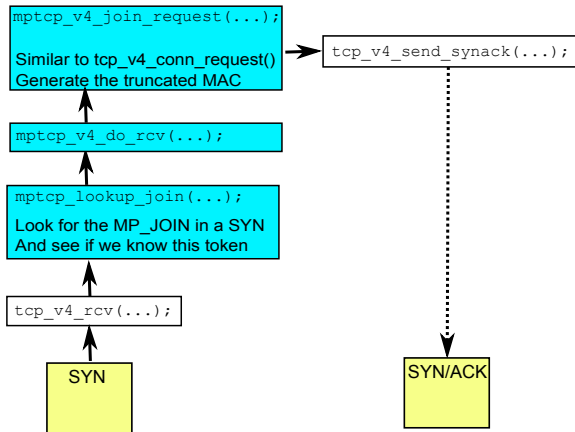 mptcp_v4_join_request(...);
Similar to tcp_v4_conn_request()
Generate the truncated MAC
tcp_v4_send_synack(...);
mptcp_v4_do_rcv(...);
mptcp_lookup_join(...);
Look for the MP_JOIN in a SYN
And see if we know this token
tcp_v4_rcv(...);
SYN
SYN/ACK